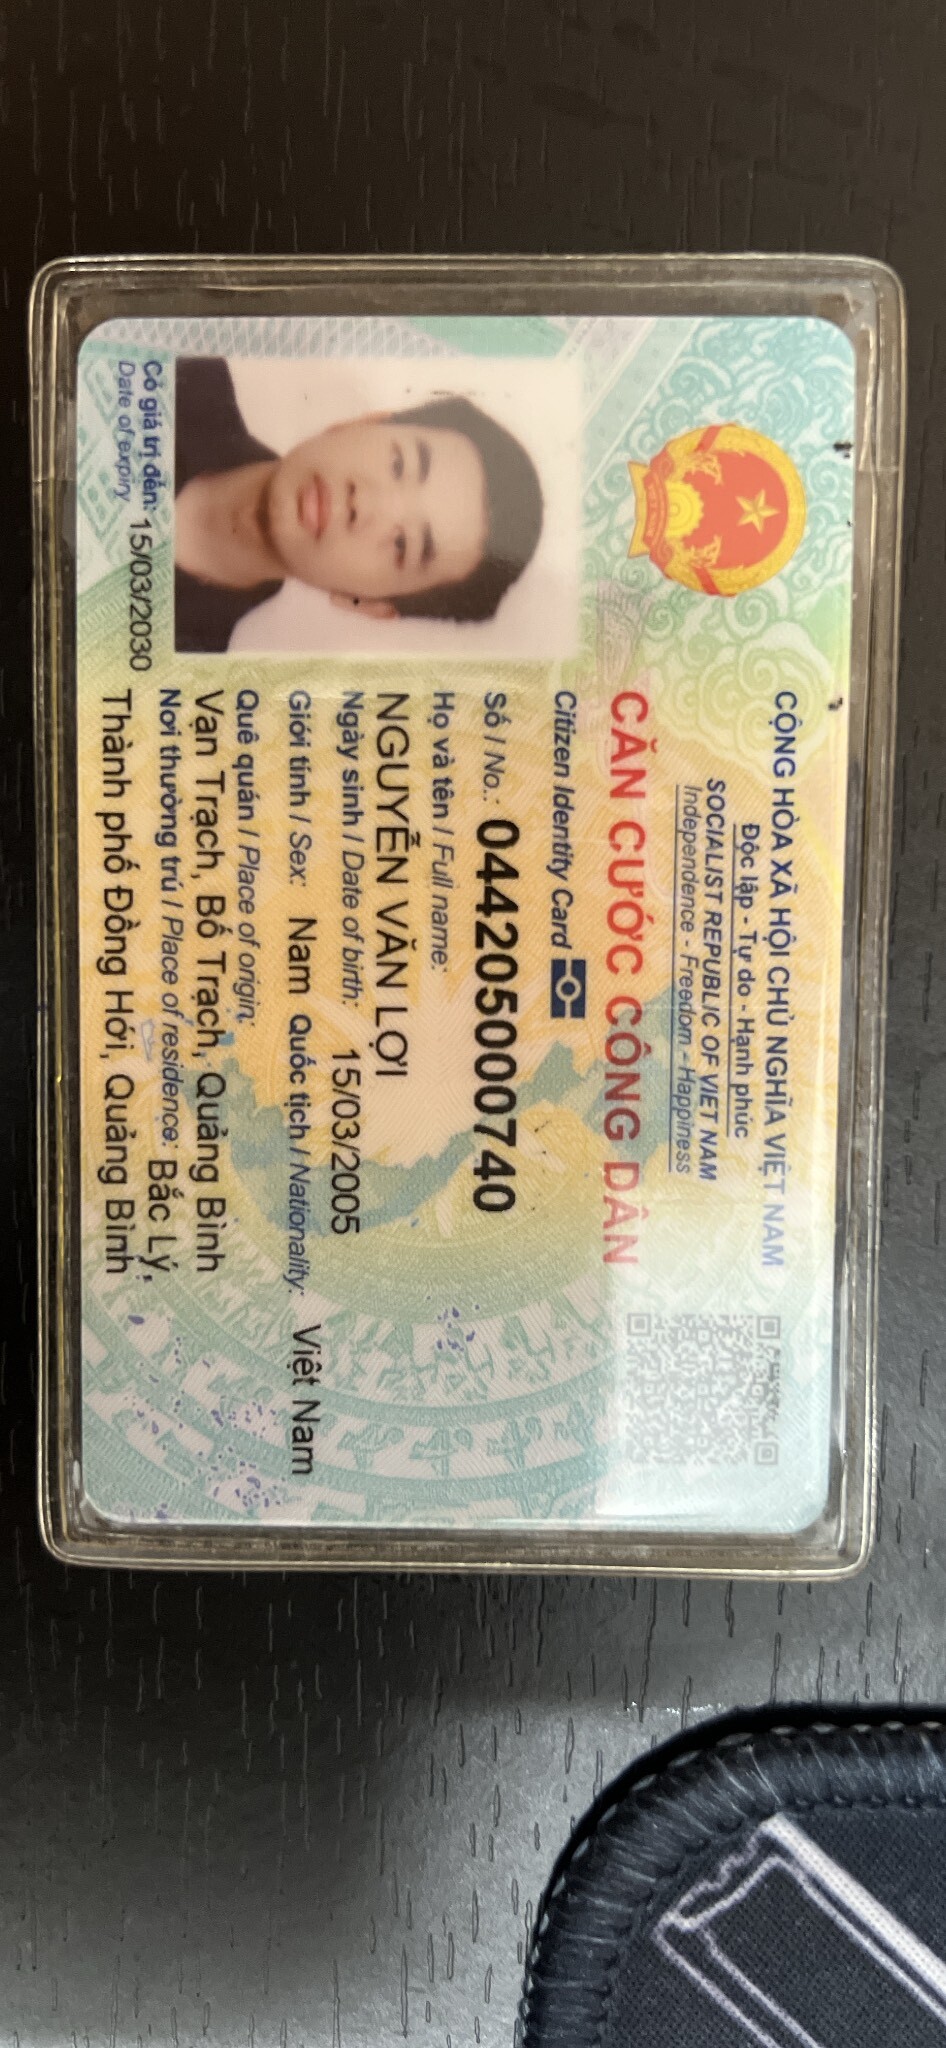 CỘNG HÒA XÃ HỘI CHỦ NGHĨA VIỆT NAM
Độc lập - Tự do - Hạnh phúc
SOCIALIST REPUBLIC OF VIET NAM
Independence - Freedom - Happiness
CĂN CƯỚC CÔNG DÂN
Citizen Identity Card
Số / No.: 044205000740
Họ và tên / Full name:
NGUYỄN VĂN LỢI
Ngày sinh / Date of birth: 15/03/2005
Giới tính / Sex: Nam Quốc tịch / Nationality: Việt Nam
Quê quán / Place of origin:
Vạn Trạch, Bố Trạch, Quảng Bình
Nơi thường trú / Place of residence: Bắc Lý,
Thành phố Đồng Hới, Quảng Bình
Có giá trị đến: 15/03/2030
Date of expiry